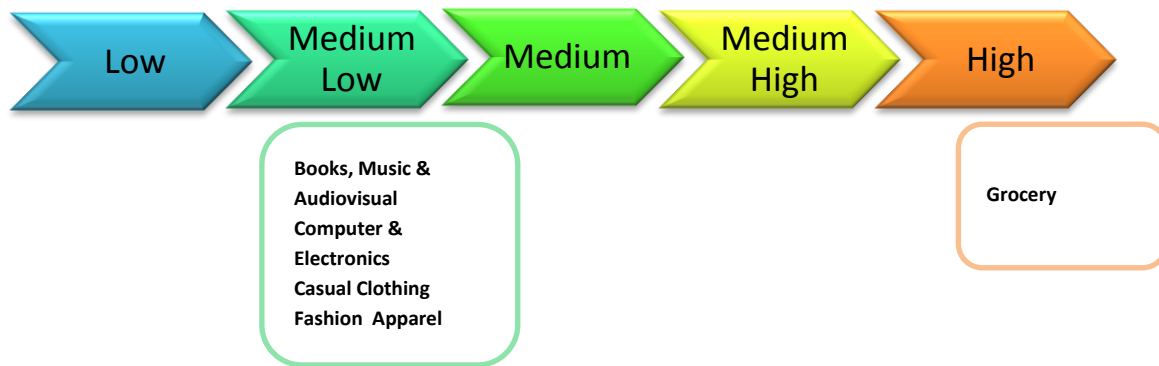 Low
Medium
Low
Medium
Medium
High
High
Books, Music &
Audiovisual
Computer &
Electronics
Casual Clothing
Fashion Apparel
Grocery